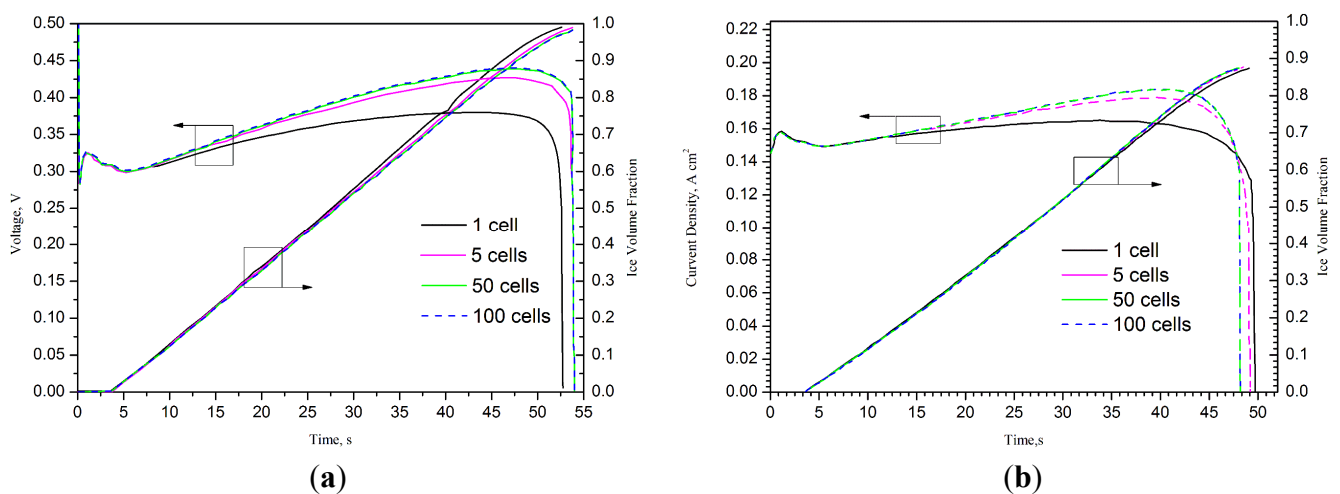 0.50
0.45
0.40
0.35
0.30
0.25
0.20
0.15
0.10
0.05
0.00
Voltage, V
0 5 10 15 20 25 30 35 40 45 50 55
Time, s
1.0
0.9
0.8
0.7
0.6
0.5
0.4
0.3
0.2
0.1
0.0
Ice Volume Fraction
1 cell
5 cells
50 cells
100 cells
(a)
0.22
0.20
0.18
0.16
0.14
0.12
0.10
0.08
0.06
0.04
0.02
0.00
Current Density, A cm²
0 5 10 15 20 25 30 35 40 45 50
Time,s
1.0
0.9
0.8
0.7
0.6
0.5
0.4
0.3
0.2
0.1
0.0
Ice Volume Fraction
1 cell
5 cells
50 cells
100 cells
(b)